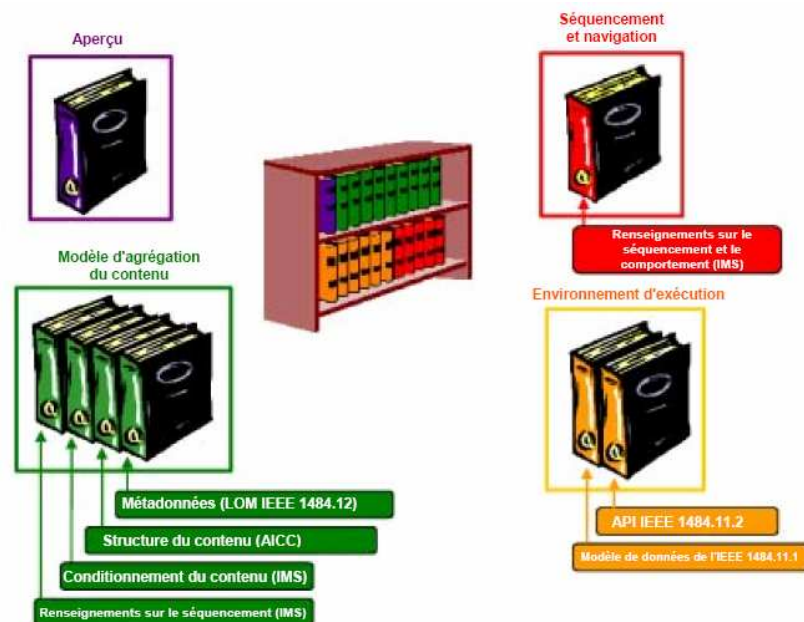 Aperçu
Séquencement
et navigation
Renseignements sur le
séquencement et le
comportement (IMS)
Modèle d'agrégation
du contenu
Environnement d'exécution
Métadonnées (LOM IEEE 1484.12)
Structure du contenu (AICC)
Conditionnement du contenu (IMS)
Renseignements sur le séquencement (IMS)
API IEEE 1484.11.2
Modèle de données de l'IEEE 1484.11.1